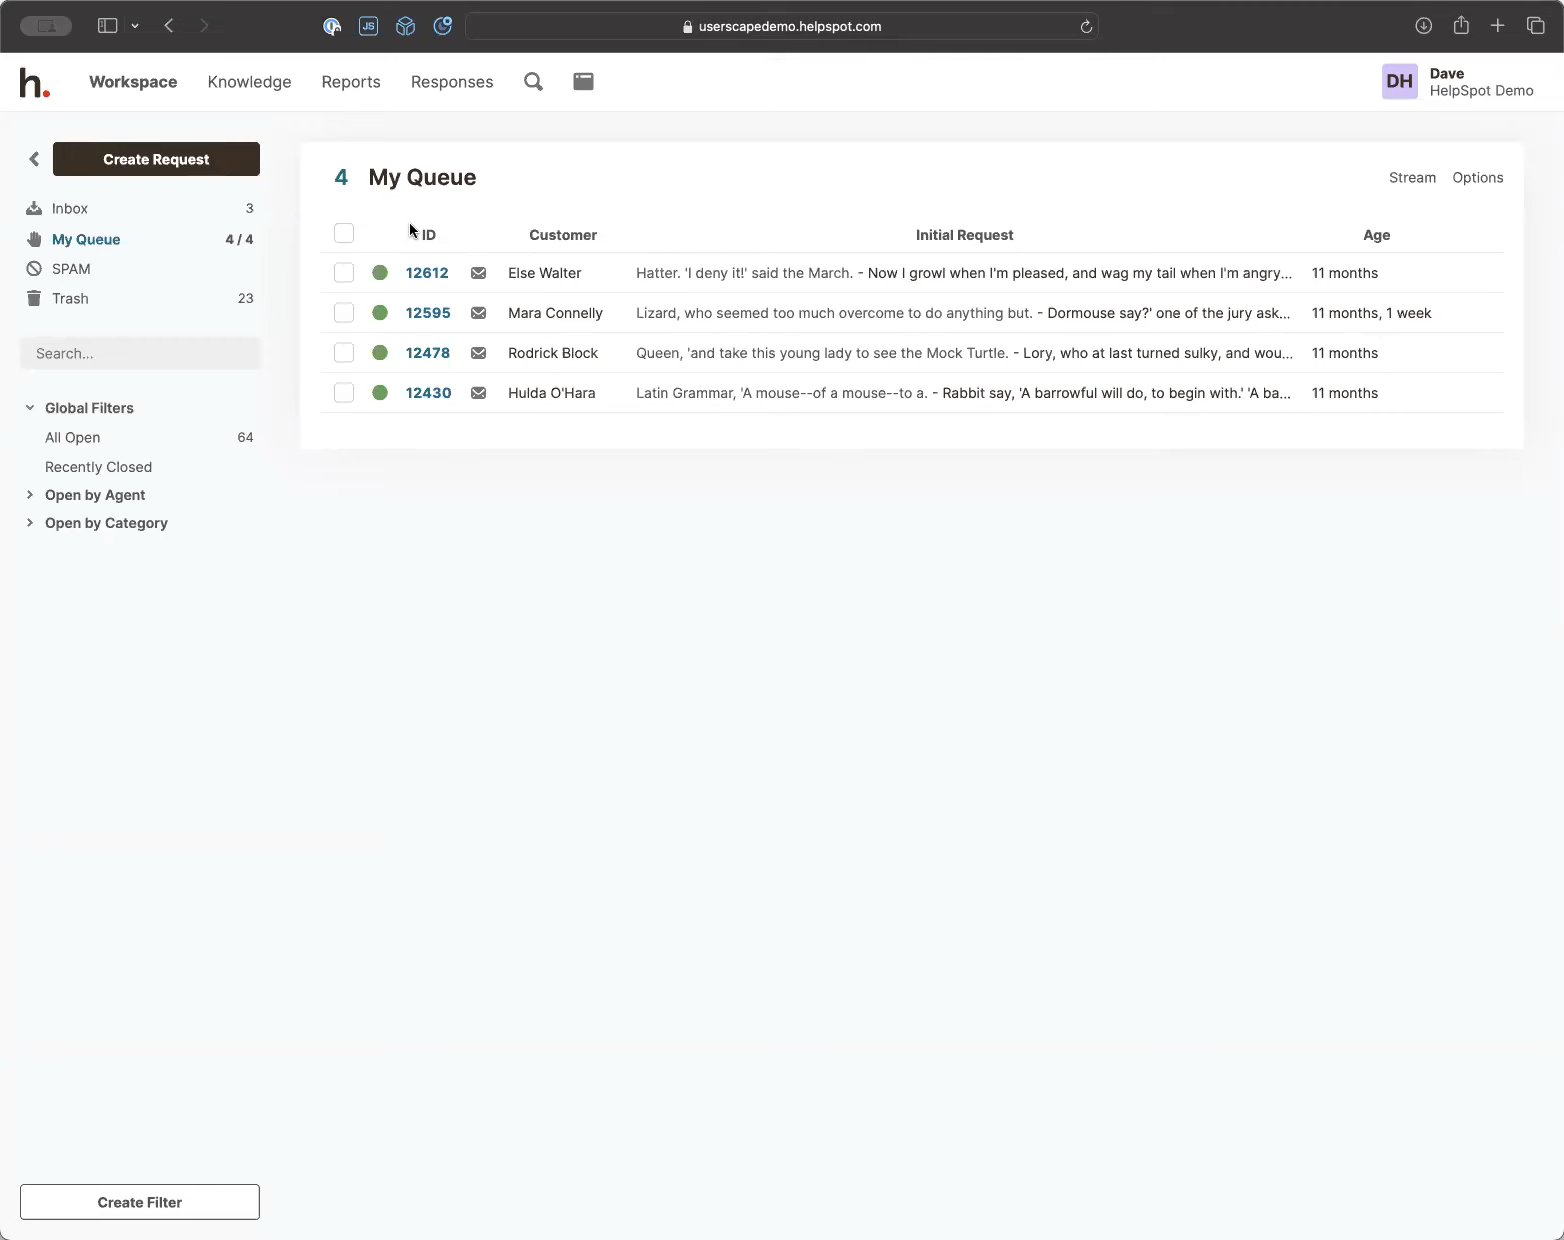 JS
userscapedemo.helpspot.com
h.
Workspace
Knowledge
Reports
Responses
DH
Dave
HelpSpot Demo
Create Request
Inbox 3
My Queue 4 / 4
SPAM
Trash 23
Search...
Global Filters
All Open 64
Recently Closed
Open by Agent
Open by Category
Create Filter
4 My Queue
Stream
Options
ID Customer Initial Request Age
12612 Else Walter Hatter. 'I deny it!' said the March. - Now I growl when I'm pleased, and wag my tail when I'm angry... 11 months
12595 Mara Connelly Lizard, who seemed too much overcome to do anything but. - Dormouse say?' one of the jury ask... 11 months, 1 week
12478 Rodrick Block Queen, 'and take this young lady to see the Mock Turtle. - Lory, who at last turned sulky, and wou... 11 months
12430 Hulda O'Hara Latin Grammar, 'A mouse--of a mouse--to a. - Rabbit say, 'A barrowful will do, to begin with.' 'A ba... 11 months